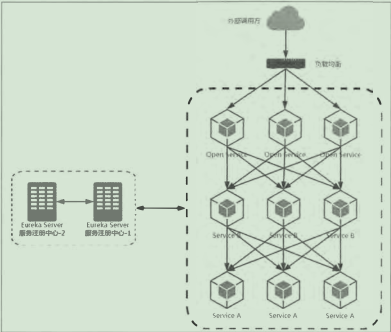 外部调用方
负载均衡
Open Service
Open Service
Open Service
Service B
Service B
Service B
Eureka Server
服务注册中心-2
Eureka Server
服务注册中心-1
Service A
Service A
Service A